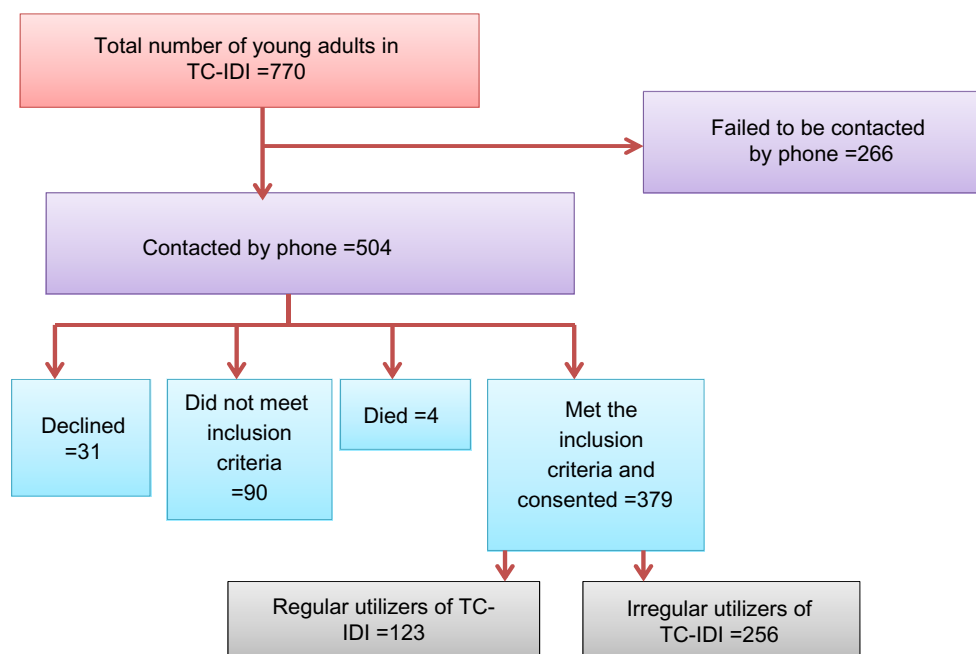 Total number of young adults in
TC-IDI =770
Failed to be contacted
by phone =266
Contacted by phone =504
Declined
=31
Did not meet
inclusion
criteria
=90
Died =4
Met the
inclusion
criteria and
consented =379
Regular utilizers of TC-
IDI =123
Irregular utilizers of
TC-IDI =256